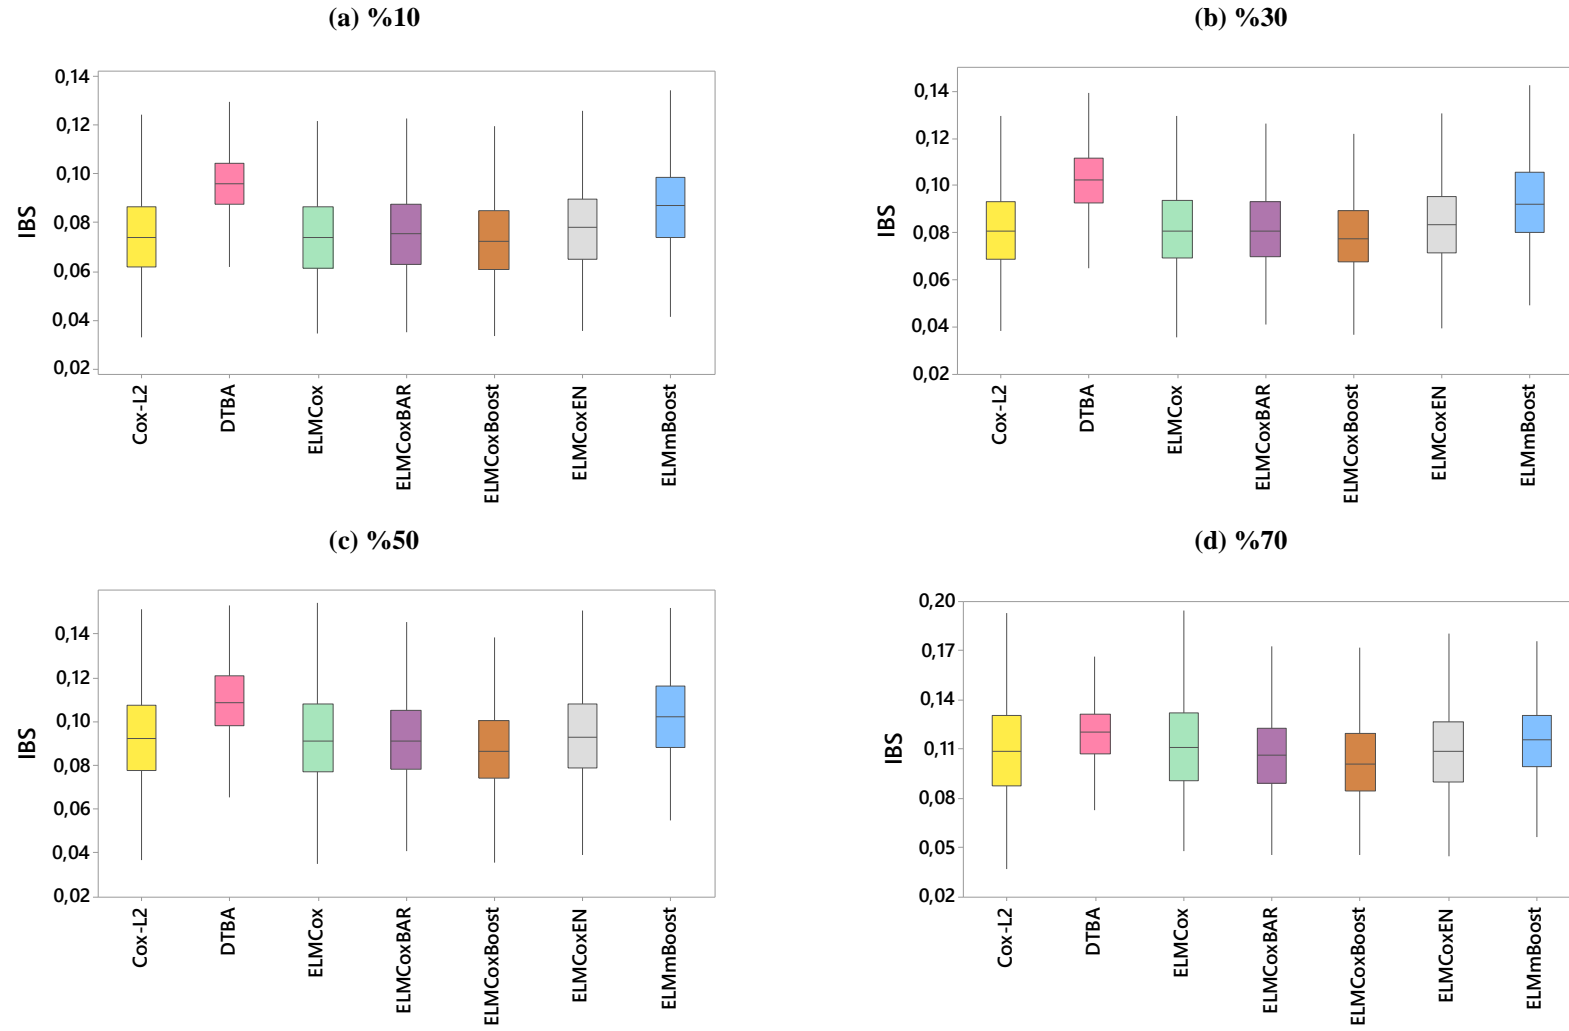 (a) %10
IBS
0,14
0,12
0,10
0,08
0,06
0,04
0,02
Cox-L2
DTBA
ELMCox
ELMCoxBAR
ELMCoxBoost
ELMCoxEN
ELMmBoost
(b) %30
IBS
0,14
0,12
0,10
0,08
0,06
0,04
0,02
Cox-L2
DTBA
ELMCox
ELMCoxBAR
ELMCoxBoost
ELMCoxEN
ELMmBoost
(c) %50
IBS
0,14
0,12
0,10
0,08
0,06
0,04
0,02
Cox-L2
DTBA
ELMCox
ELMCoxBAR
ELMCoxBoost
ELMCoxEN
ELMmBoost
(d) %70
IBS
0,20
0,17
0,14
0,11
0,08
0,05
0,02
Cox-L2
DTBA
ELMCox
ELMCoxBAR
ELMCoxBoost
ELMCoxEN
ELMmBoost